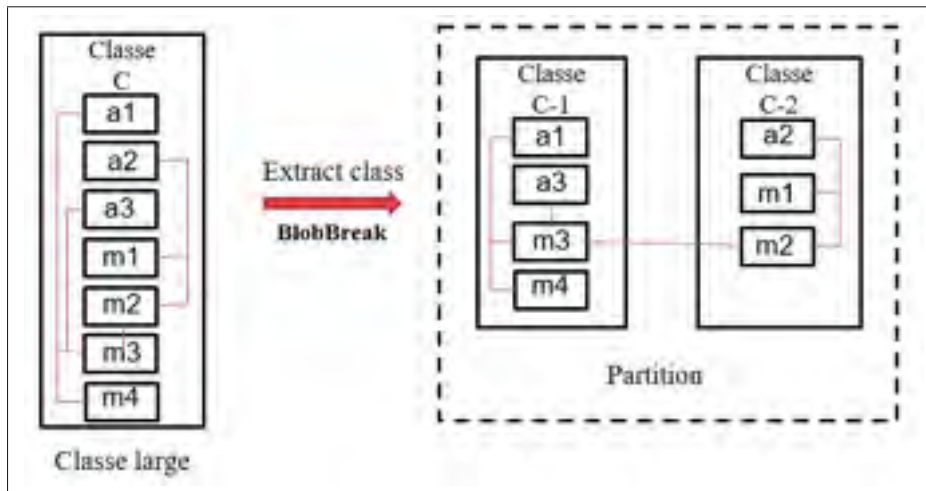 Classe
C
a1
a2
a3
m1
m2
m3
m4
Classe large
Extract class
BlobBreak
Classe
C-1
a1
a3
m3
m4
Classe
C-2
a2
m1
m2
Partition